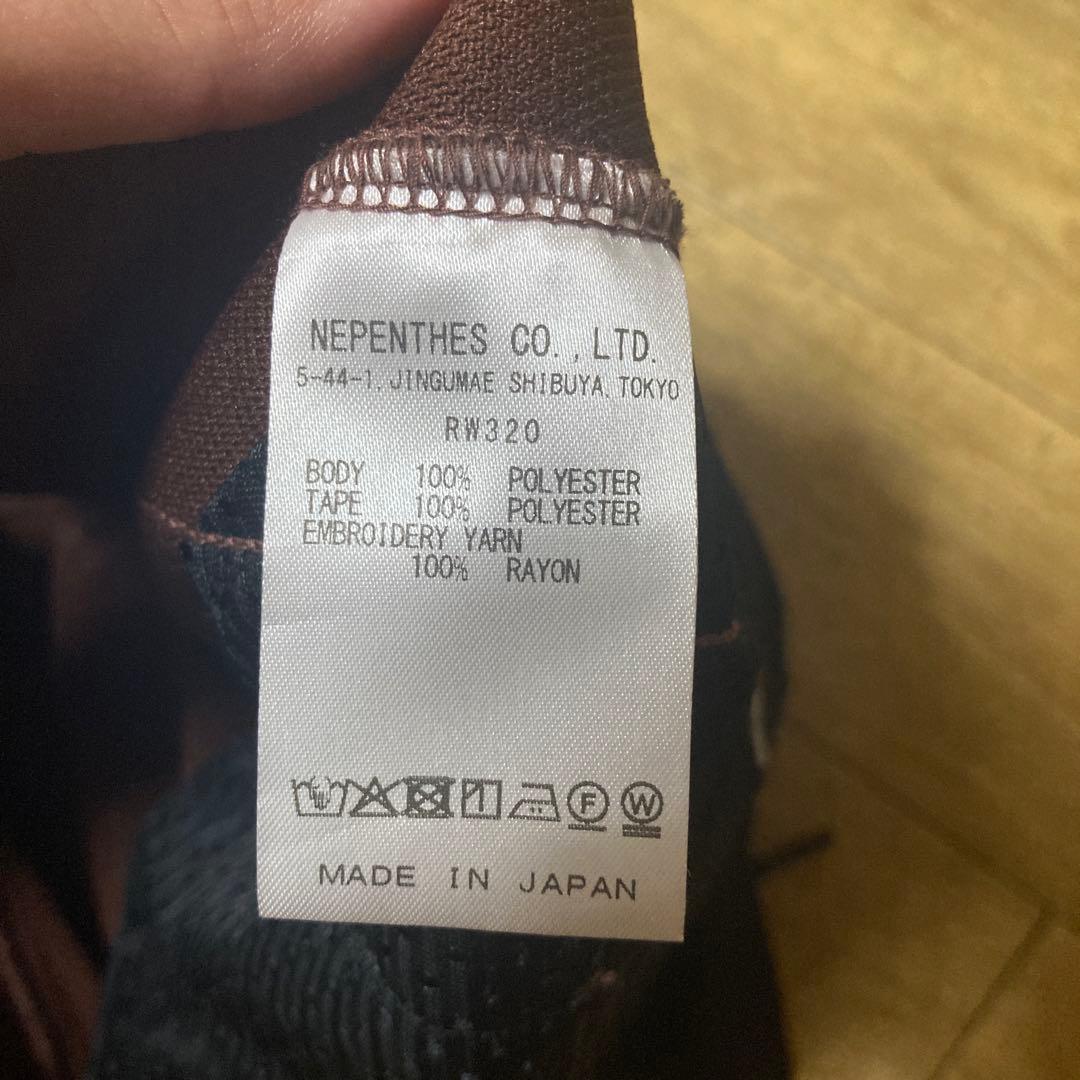 NEPENTHES CO., LTD.
5-44-1, JINGUMAE SHIBUYA, TOKYO
RW320
BODY 100% POLYESTER
TAPE 100% POLYESTER
EMBROIDERY YARN
100% RAYON
F W
MADE IN JAPAN